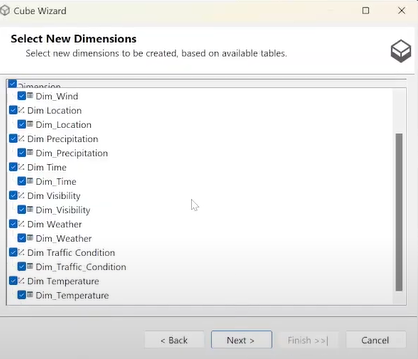 Cube Wizard
Select New Dimensions
Select new dimensions to be created, based on available tables.
Dimension
Dim_Wind
Dim Location
Dim_Location
Dim Precipitation
Dim_Precipitation
Dim Time
Dim_Time
Dim Visibility
Dim_Visibility
Dim Weather
Dim_Weather
Dim Traffic Condition
Dim_Traffic_Condition
Dim Temperature
Dim_Temperature
< Back
Next >
Finish >>|
Cancel